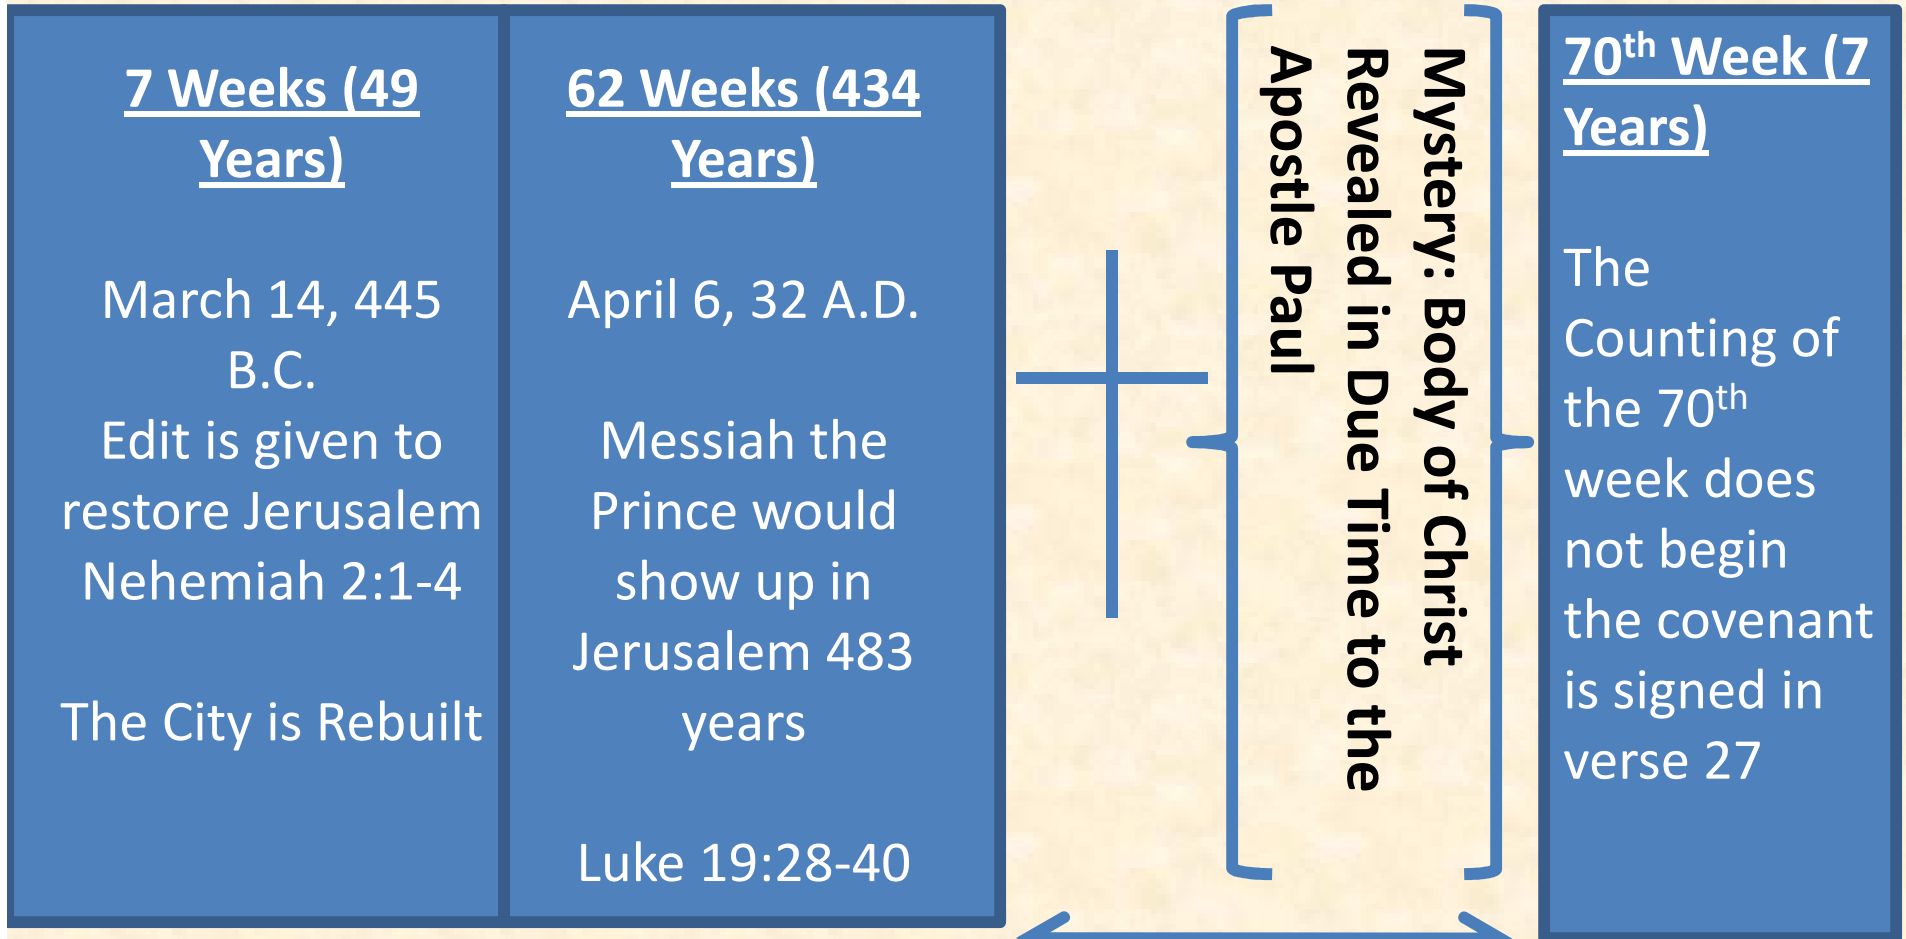 7 Weeks (49
Years)
March 14, 445
B.C.
Edit is given to
restore Jerusalem
Nehemiah 2:1-4
The City is Rebuilt
62 Weeks (434
Years)
April 6, 32 A.D.
Messiah the
Prince would
show up in
Jerusalem 483
years
Luke 19:28-40
Mystery: Body of Christ
Revealed in Due Time to the
Apostle Paul
70th Week (7
Years)
The
Counting of
the 70th
week does
not begin
the covenant
is signed in
verse 27